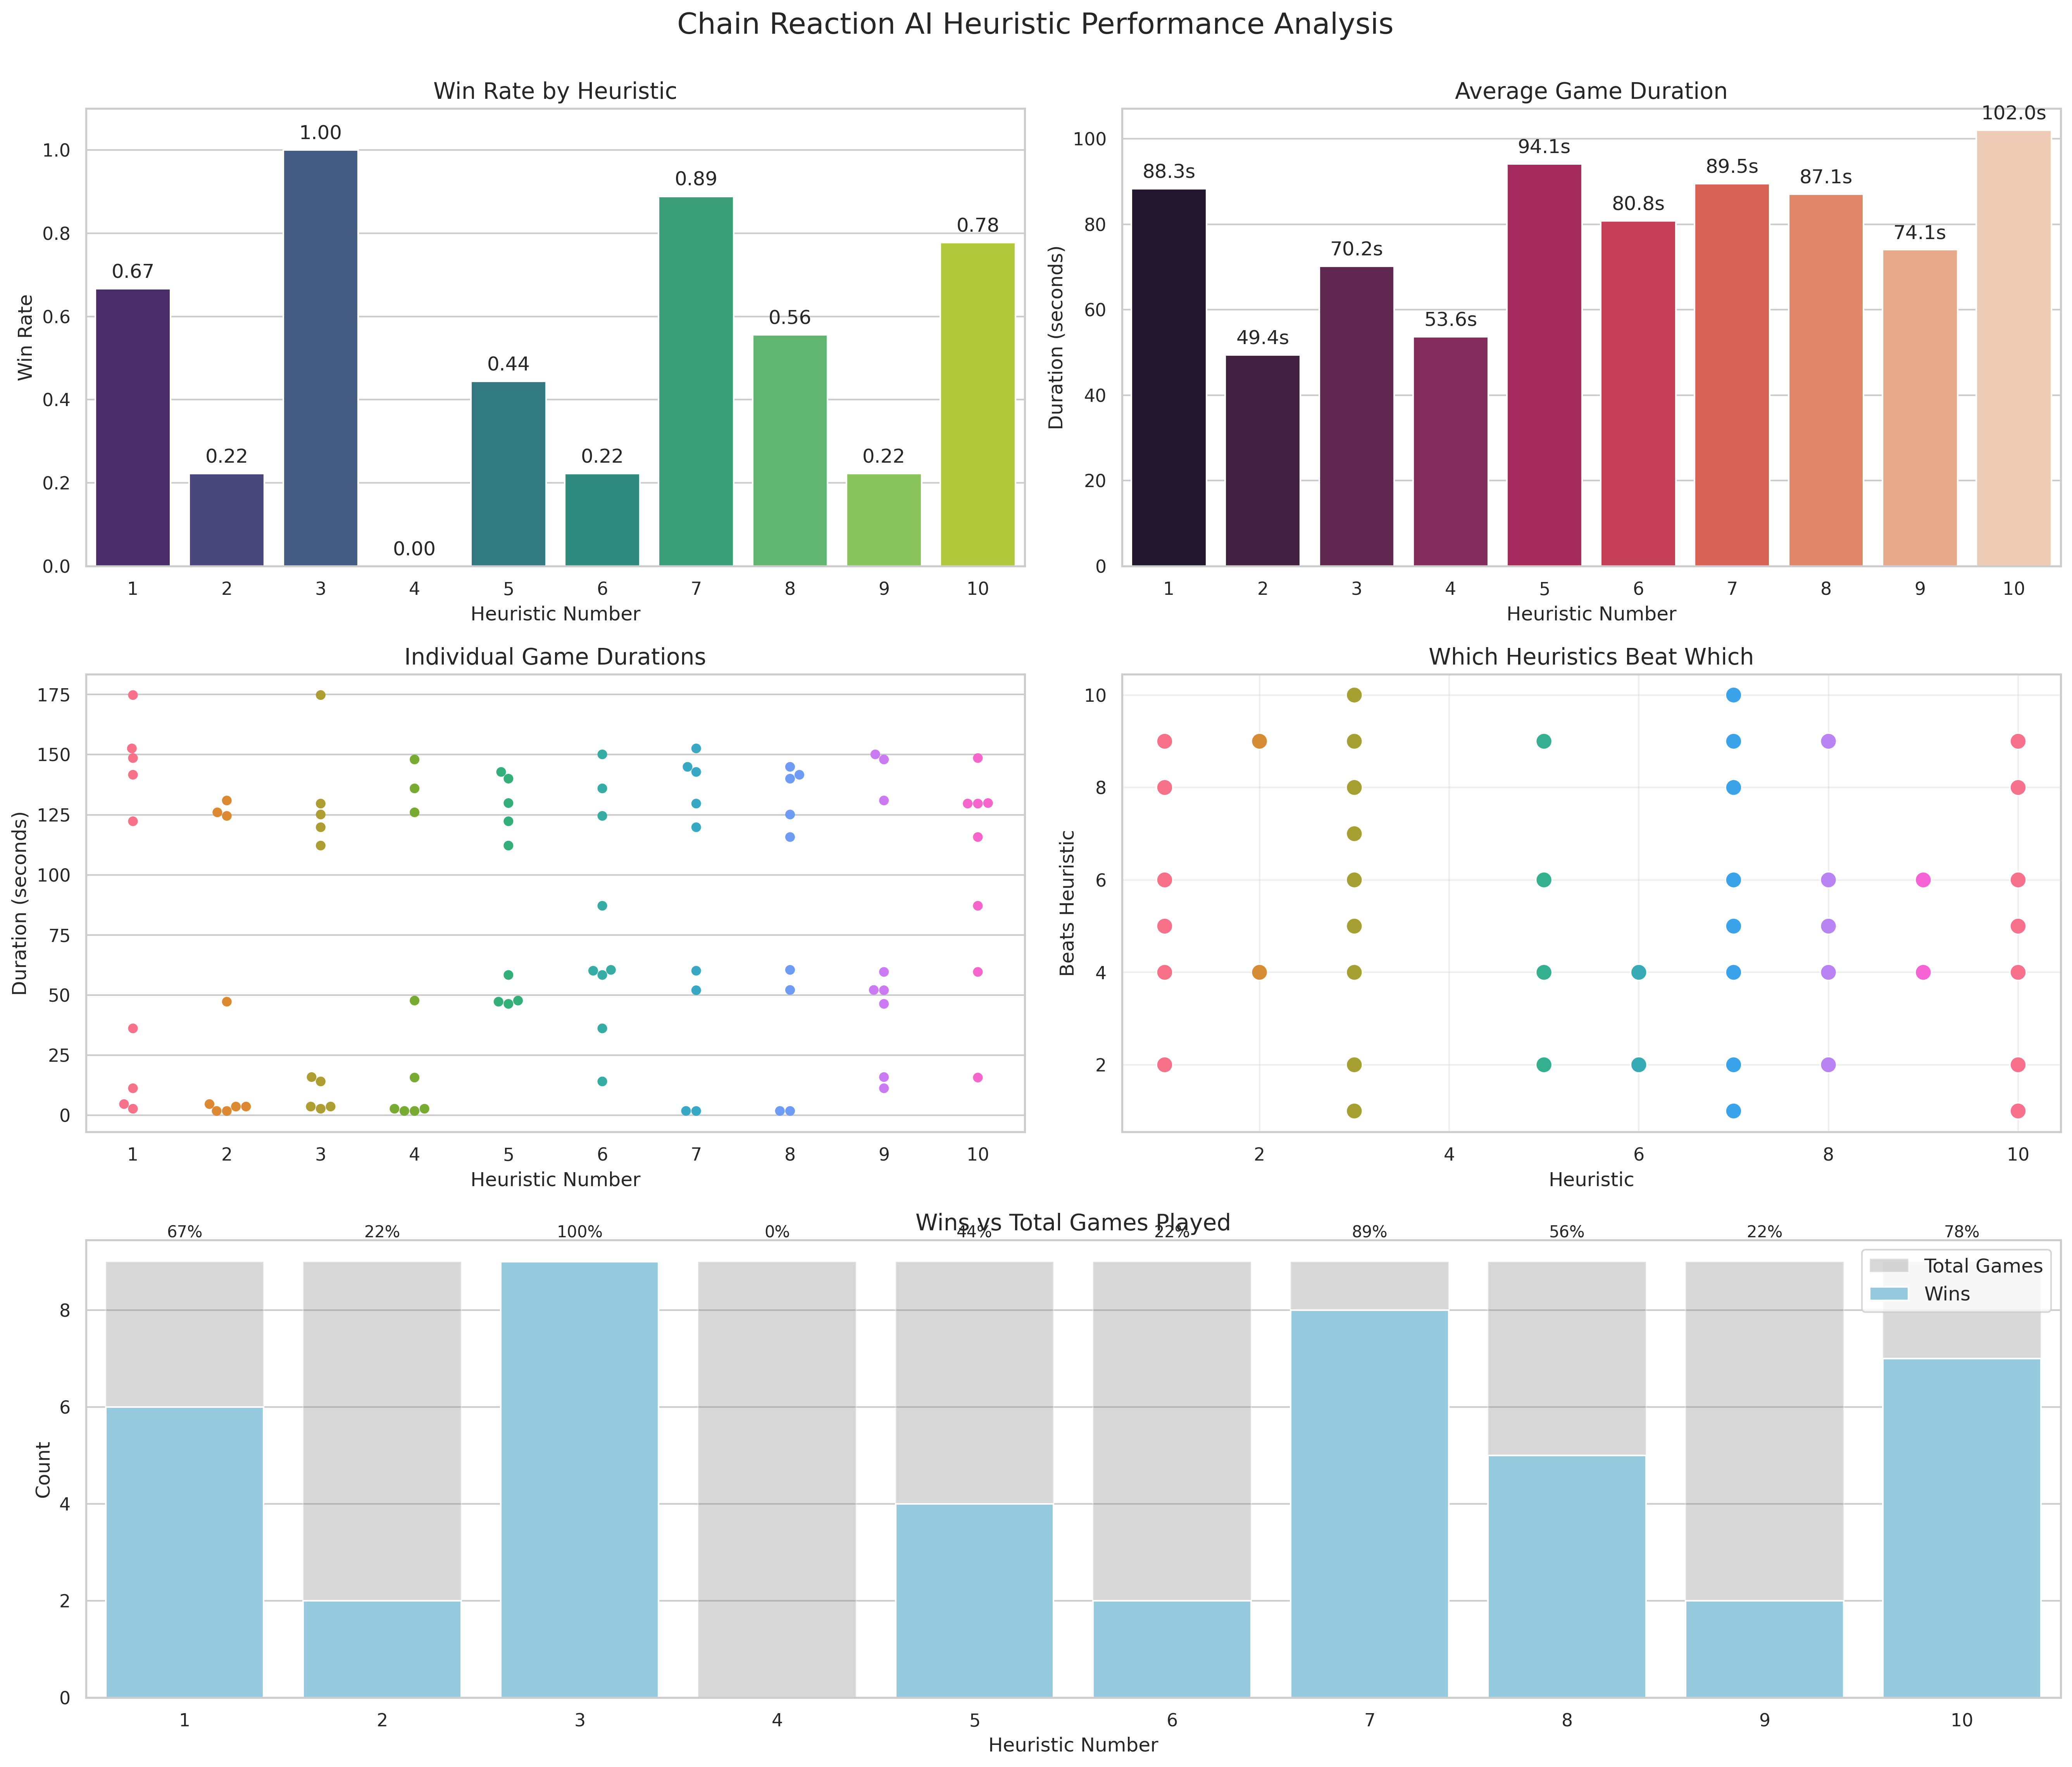 Chain Reaction AI Heuristic Performance Analysis
Win Rate by Heuristic
Win Rate
0.0
0.2
0.4
0.6
0.8
1.0
0.67
0.22
1.00
0.00
0.44
0.22
0.89
0.56
0.22
0.78
1 2 3 4 5 6 7 8 9 10
Heuristic Number
Average Game Duration
Duration (seconds)
0
20
40
60
80
100
88.3s
49.4s
70.2s
53.6s
94.1s
80.8s
89.5s
87.1s
74.1s
102.0s
1 2 3 4 5 6 7 8 9 10
Heuristic Number
Individual Game Durations
Duration (seconds)
175
150
125
100
75
50
25
0
1 2 3 4 5 6 7 8 9 10
Heuristic Number
Which Heuristics Beat Which
Beats Heuristic
10
8
6
4
2
2 4 6 8 10
Heuristic
Wins vs Total Games Played
67% 22% 100% 0% 44% 22% 89% 56% 22% 78%
Total Games
Wins
Count
8
6
4
2
0
1 2 3 4 5 6 7 8 9 10
Heuristic Number